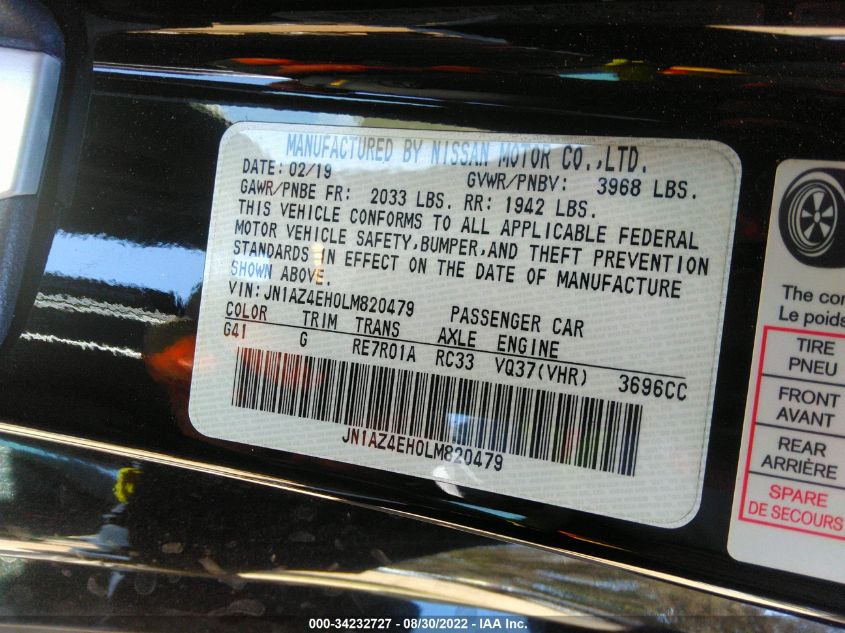 MANUFACTURED BY NISSAN MOTOR CO.,LTD.
DATE: 02/19 GVWR/PNBV: 3968 LBS.
GAWR/PNBE FR: 2033 LBS. RR: 1942 LBS.
THIS VEHICLE CONFORMS TO ALL APPLICABLE FEDERAL
MOTOR VEHICLE SAFETY,BUMPER,AND THEFT PREVENTION
STANDARDS IN EFFECT ON THE DATE OF MANUFACTURE
SHOWN ABOVE.
VIN:JN1AZ4EH0LM820479 PASSENGER CAR
COLOR TRIM TRANS AXLE ENGINE
G41 G RE7R01A RC33 VQ37(VHR) 3696CC
JN1AZ4EH0LM820479
The co
Le poids
TIRE
PNEU
FRONT
AVANT
REAR
ARRIÈRE
SPARE
DE SECOURS
000-34232727 - 08/30/2022 - IAA Inc.